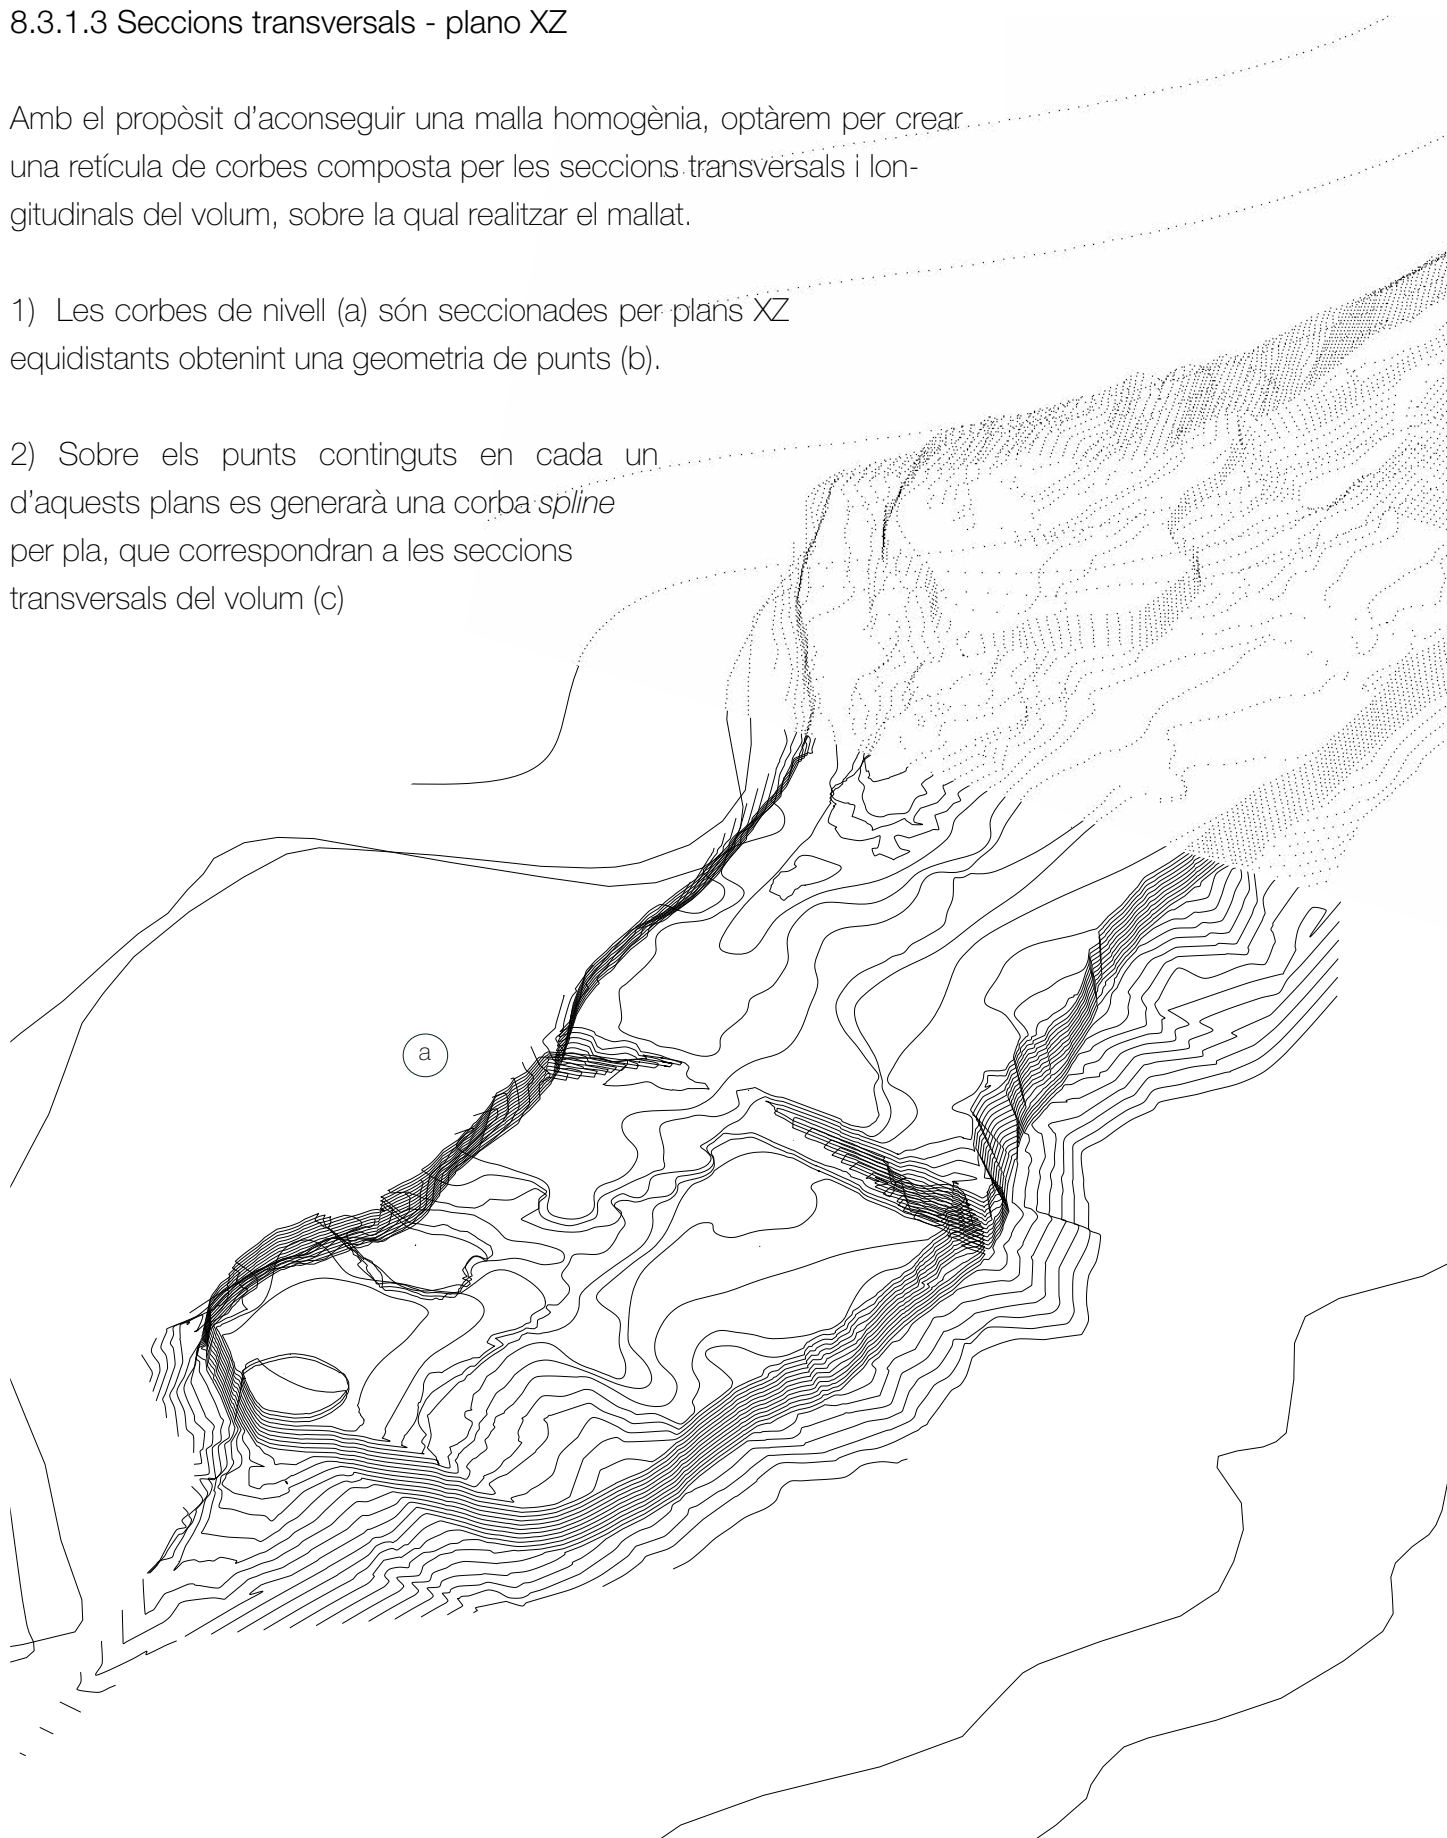 8.3.1.3 Seccions transversals - plano XZ
Amb el propòsit d’aconseguir una malla homogènia, optàrem per crear
una retícula de corbes composta per les seccions transversals i lon-
gitudinals del volum, sobre la qual realitzar el mallat.
1) Les corbes de nivell (a) són seccionades per plans XZ
equidistants obtenint una geometria de punts (b).
2) Sobre els punts continguts en cada un
d’aquests plans es generarà una corba spline
per pla, que correspondran a les seccions
transversals del volum (c)
a